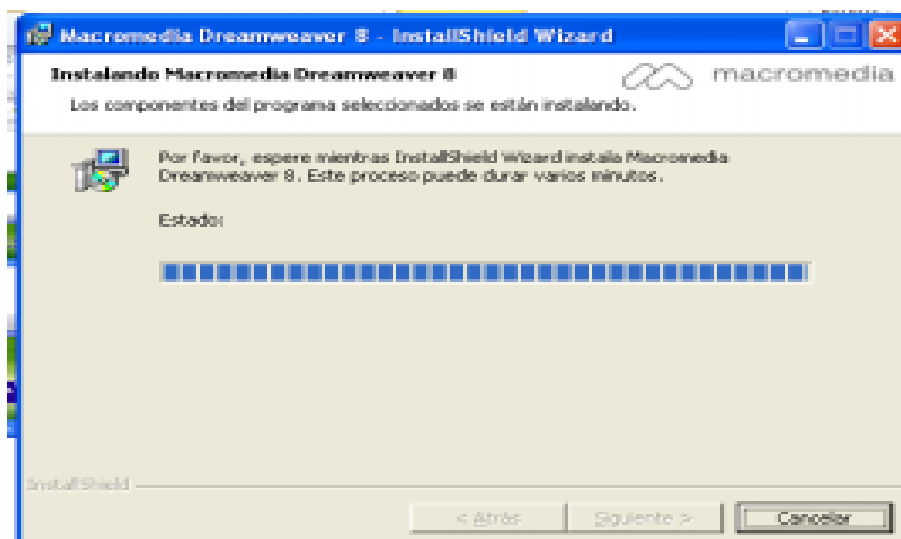 Macromedia Dreamweaver 8 - InstallShield Wizard
Instalando Macromedia Dreamweaver 8
macromedia
Los componentes del programa seleccionados se están instalando.
Por favor, espere mientras InstallShield Wizard instala Macromedia
Dreamweaver 8. Este proceso puede durar varios minutos.
Estado:
InstallShield
< Atrás
Siguiente >
Cancelar